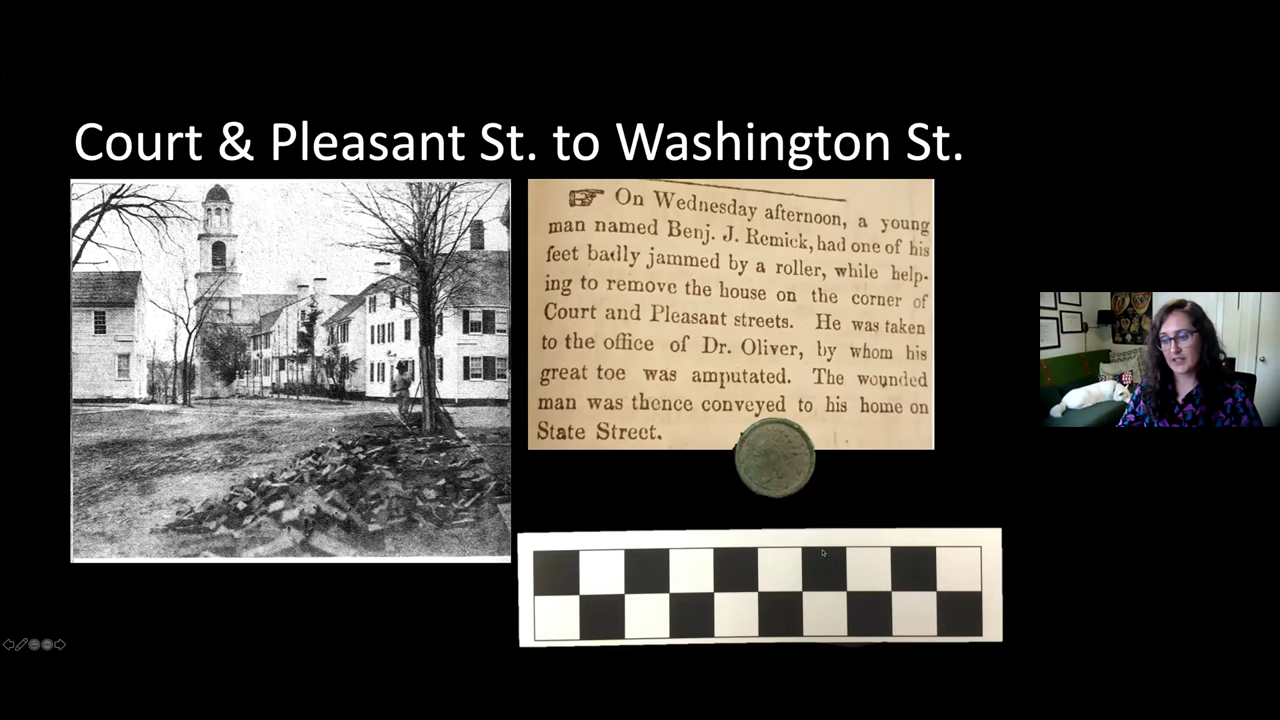 Court & Pleasant St. to Washington St.
☞ On Wednesday afternoon, a young
man named Benj. J. Remick, had one of his
feet badly jammed by a roller, while help-
ing to remove the house on the corner of
Court and Pleasant streets. He was taken
to the office of Dr. Oliver, by whom his
great toe was amputated. The wounded
man was thence conveyed to his home on
State Street.